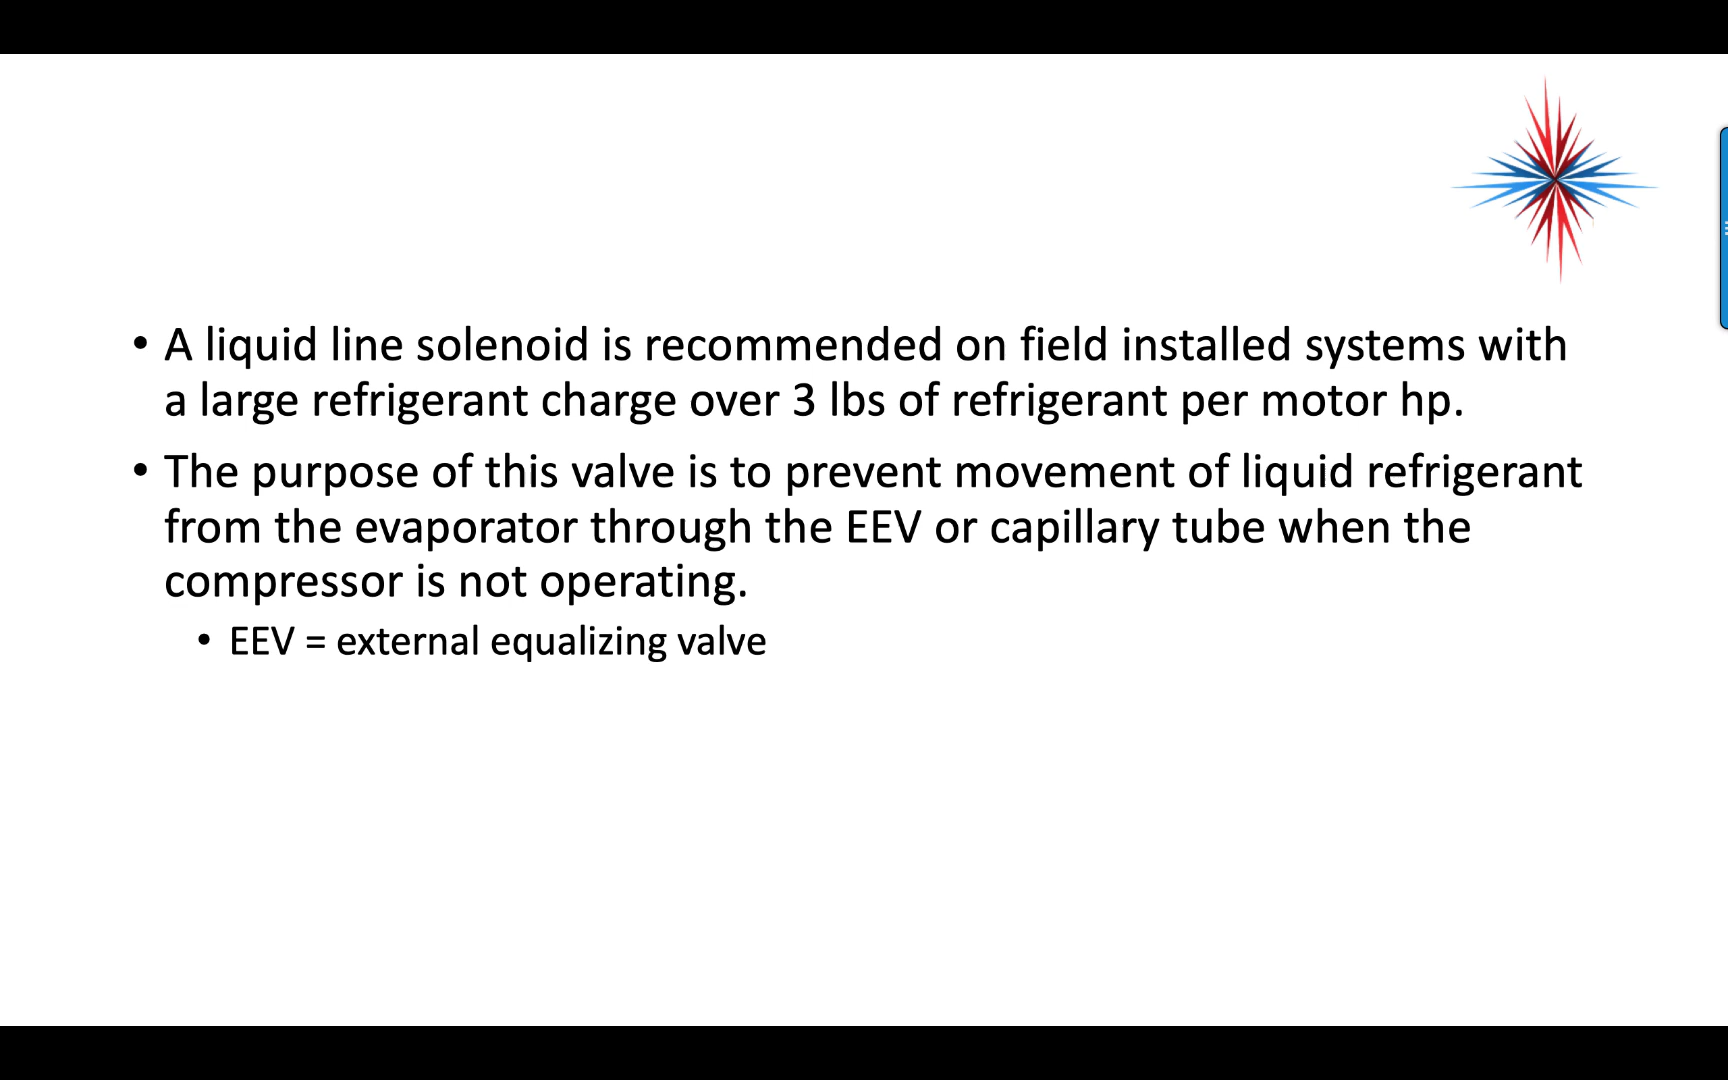 • A liquid line solenoid is recommended on field installed systems with
a large refrigerant charge over 3 lbs of refrigerant per motor hp.
• The purpose of this valve is to prevent movement of liquid refrigerant
from the evaporator through the EEV or capillary tube when the
compressor is not operating.
• EEV = external equalizing valve